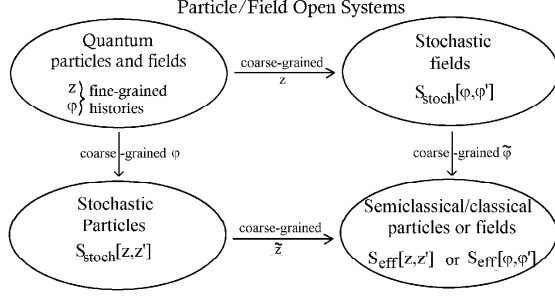 Particle/Field Open Systems
Quantum
particles and fields
z
φ
} fine-grained
histories
coarse-grained
z
Stochastic
fields
S_stoch[φ,φ']
coarse-grained φ
coarse-grained φ̃
Stochastic
Particles
S_stoch[z,z']
coarse-grained
z̃
Semiclassical/classical
particles or fields
S_eff[z,z'] or S_eff[φ,φ']